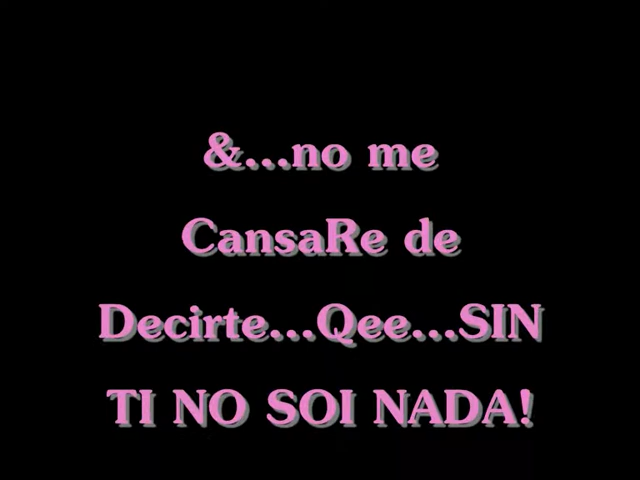 &...no me
CansaRe de
Decirte...Qee...SIN
TI NO SOI NADA!